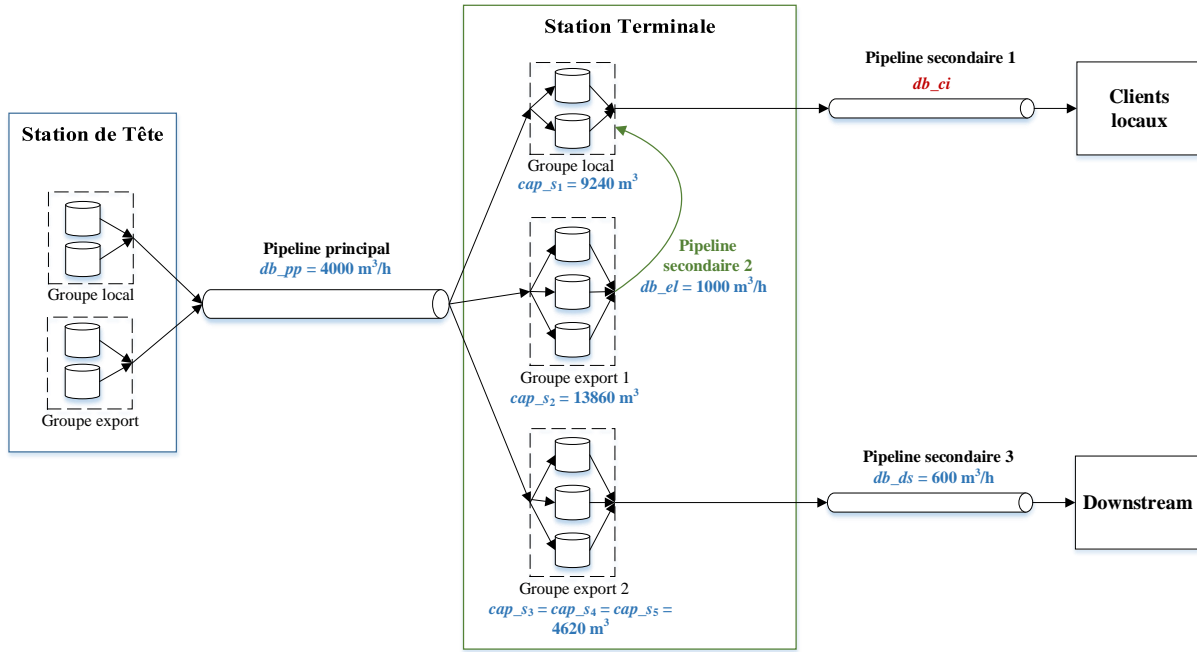 Station de Tête
Groupe local
Groupe export
Pipeline principal
db_pp = 4000 m³/h
Station Terminale
Groupe local
cap_s₁ = 9240 m³
Pipeline
secondaire 2
db_el = 1000 m³/h
Groupe export 1
cap_s₂ = 13860 m³
Groupe export 2
cap_s₃ = cap_s₄ = cap_s₅ =
4620 m³
Pipeline secondaire 1
db_ci
Clients
locaux
Pipeline secondaire 3
db_ds = 600 m³/h
Downstream